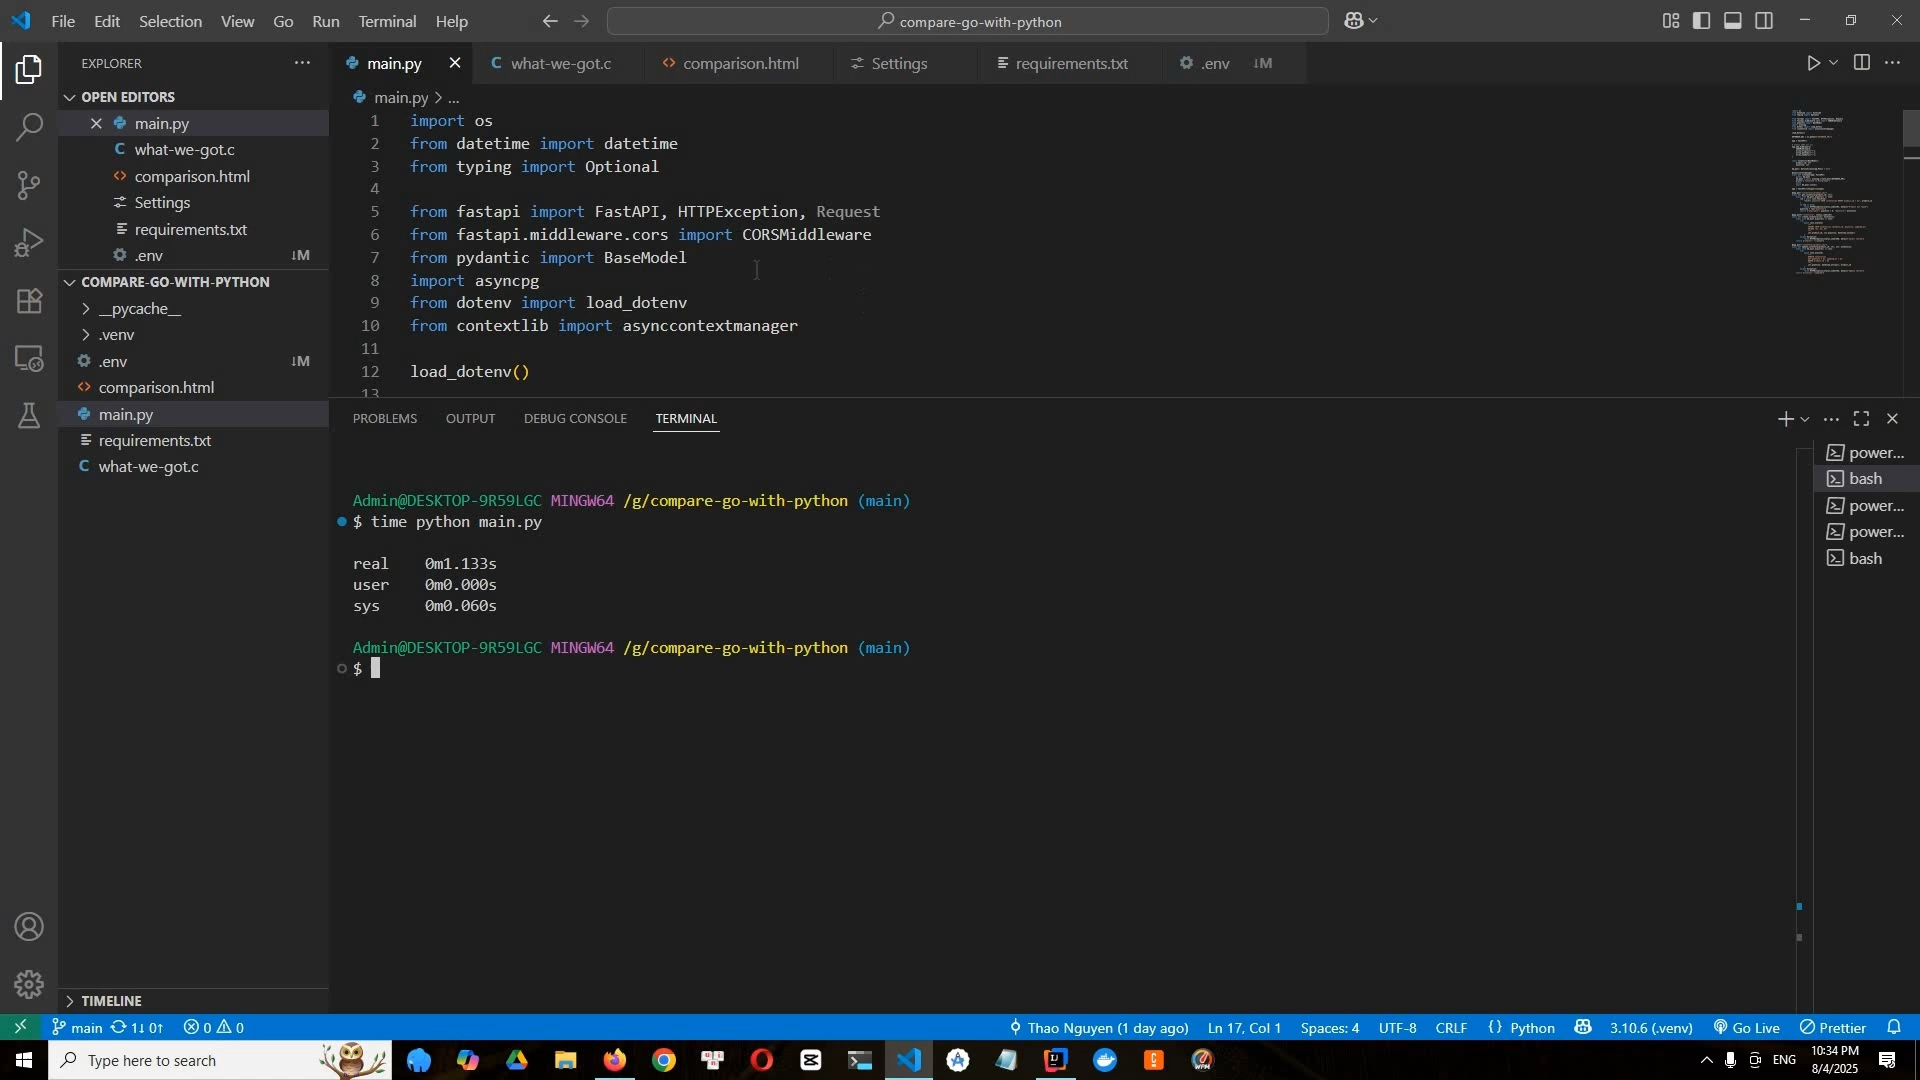 File Edit Selection View Go Run Terminal Help
compare-go-with-python
EXPLORER
OPEN EDITORS
main.py
what-we-got.c
comparison.html
Settings
requirements.txt
.env ↓M
COMPARE-GO-WITH-PYTHON
__pycache__
.venv
.env ↓M
comparison.html
main.py
requirements.txt
what-we-got.c
TIMELINE
main.py what-we-got.c comparison.html Settings requirements.txt .env ↓M
main.py > ...
1 import os
2 from datetime import datetime
3 from typing import Optional
4
5 from fastapi import FastAPI, HTTPException, Request
6 from fastapi.middleware.cors import CORSMiddleware
7 from pydantic import BaseModel
8 import asyncpg
9 from dotenv import load_dotenv
10 from contextlib import asynccontextmanager
11
12 load_dotenv()
13
PROBLEMS OUTPUT DEBUG CONSOLE TERMINAL
Admin@DESKTOP-9R59LGC MINGW64 /g/compare-go-with-python (main)
$ time python main.py
real 0m1.133s
user 0m0.000s
sys 0m0.060s
Admin@DESKTOP-9R59LGC MINGW64 /g/compare-go-with-python (main)
$
power...
bash
power...
power...
bash
main 1↓ 0↑ 0 0 Thao Nguyen (1 day ago) Ln 17, Col 1 Spaces: 4 UTF-8 CRLF { } Python 3.10.6 (.venv) Go Live Prettier
Type here to search
ENG
10:34 PM
8/4/2025